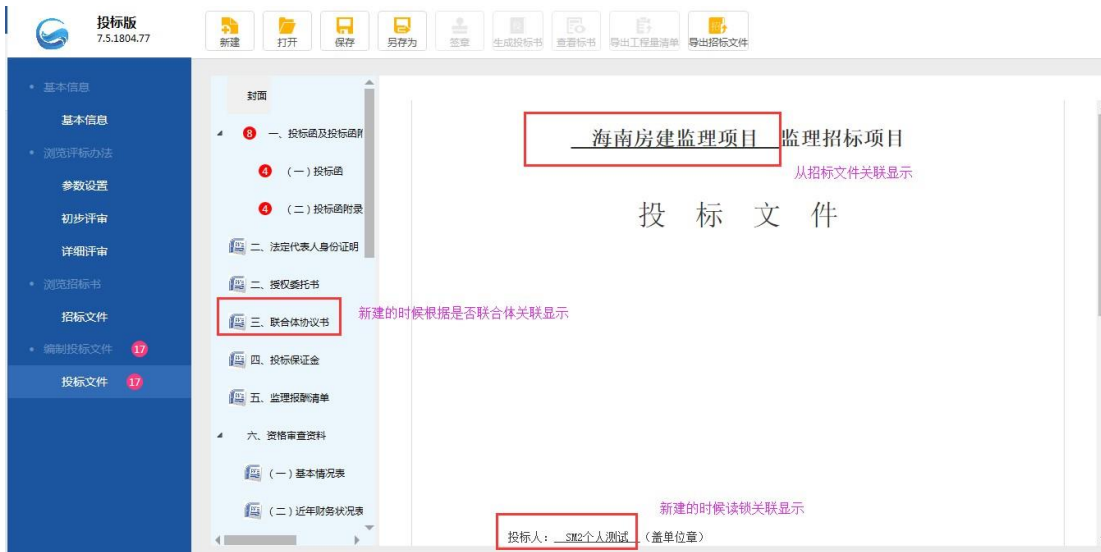 投标版
7.5.1804.77
新建
打开
保存
另存为
签章
生成投标书
查看标书
导出工程量清单
导出招标文件
基本信息
基本信息
浏览评标办法
参数设置
初步评审
详细评审
浏览招标书
招标文件
编制投标文件 17
投标文件 17
封面
8 一、投标函及投标函附
4 （一）投标函
4 （二）投标函附录
二、法定代表人身份证明
二、授权委托书
三、联合体协议书
四、投标保证金
五、监理报酬清单
六、资格审查资料
（一）基本情况表
（二）近年财务状况表
海南房建监理项目 监理招标项目
从招标文件关联显示
投 标 文 件
新建的时候根据是否联合体关联显示
新建的时候读锁关联显示
投标人： SM2个人测试 （盖单位章）